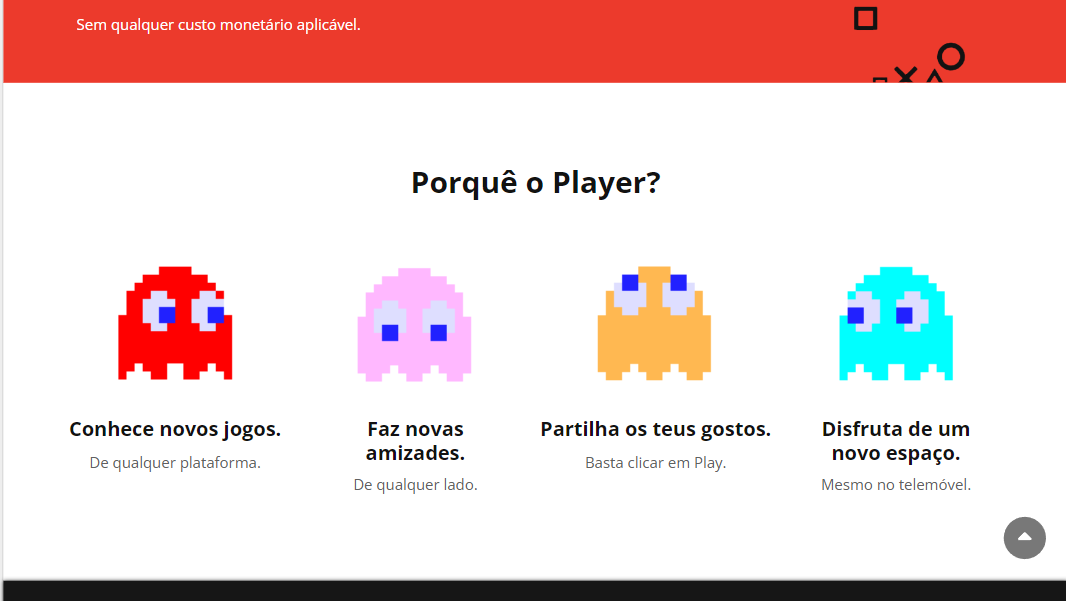 Sem qualquer custo monetário aplicável.
Porquê o Player?
Conhece novos jogos.
De qualquer plataforma.
Faz novas
amizades.
De qualquer lado.
Partilha os teus gostos.
Basta clicar em Play.
Disfruta de um
novo espaço.
Mesmo no telemóvel.